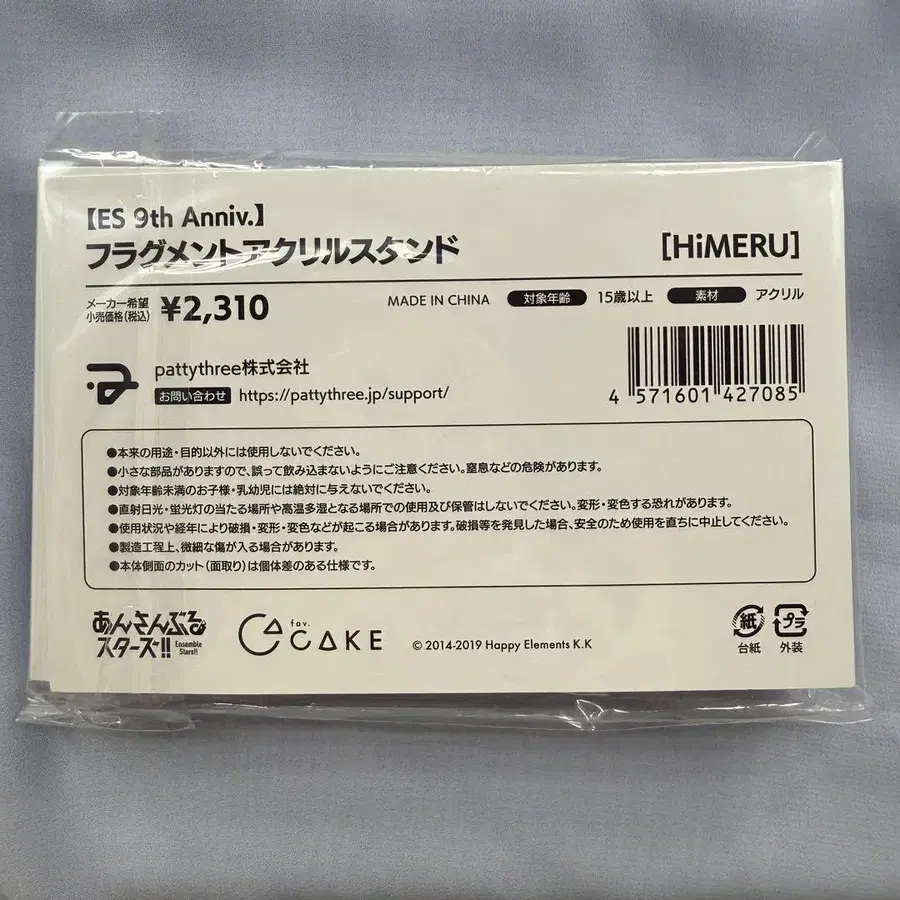 【ES 9th Anniv.】
フラグメントアクリルスタンド
[HiMERU]
メーカー希望
小売価格(税込)
¥2,310
MADE IN CHINA
対象年齢 15歳以上
素材 アクリル
pattythree株式会社
お問い合わせ https://pattythree.jp/support/
4 571601 427085
●本来の用途・目的以外には使用しないでください。
●小さな部品がありますので、誤って飲み込まないようにご注意ください。窒息などの危険があります。
●対象年齢未満のお子様・乳幼児には絶対に与えないでください。
●直射日光・蛍光灯の当たる場所や高温多湿となる場所での使用及び保管はしないでください。変形・変色する恐れがあります。
●使用状況や経年により破損・変形・変色などが起こる場合があります。破損等を発見した場合、安全のため使用を直ちに中止してください。
●製造工程上、微細な傷が入る場合があります。
●本体側面のカット(面取り)は個体差のある仕様です。
あんさんぶる
スターズ!!
Ensemble
Stars!!
fav.
CAKE
© 2014-2019 Happy Elements K.K
紙
台紙
プラ
外装